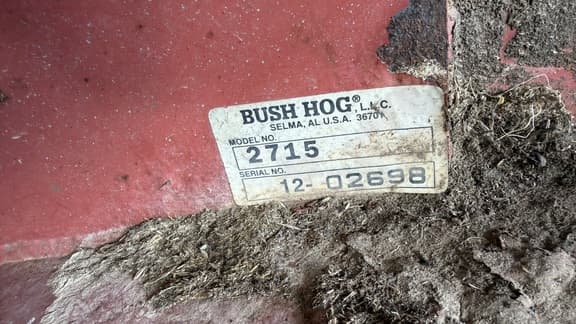 BUSH HOG®, L.L.C.
SELMA, AL U.S.A. 36701
MODEL NO.
2715
SERIAL NO.
12- 02698